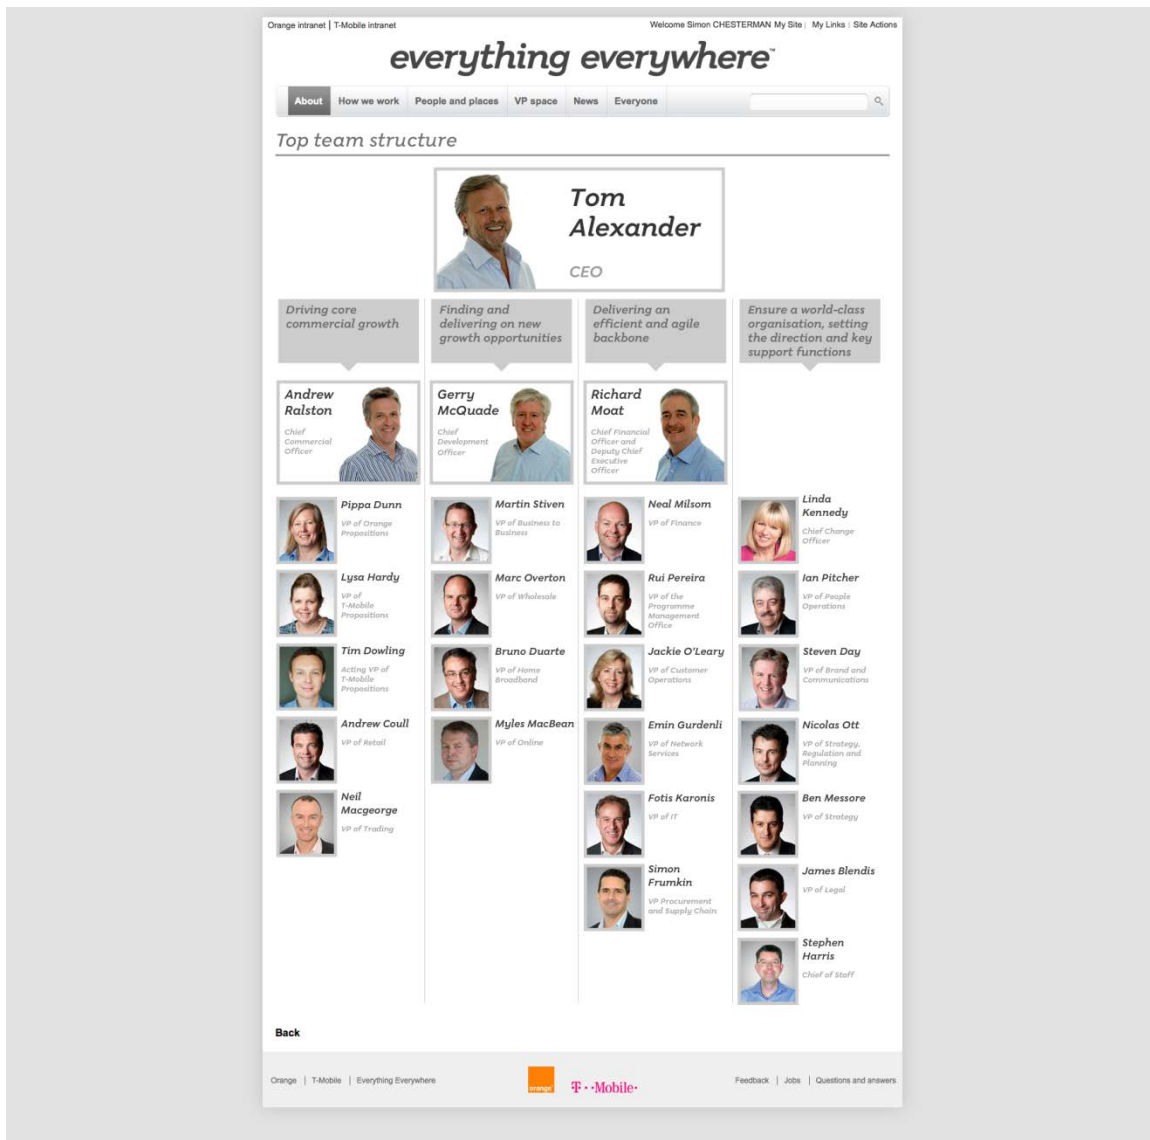 Orange intranet | T-Mobile intranet
Welcome Simon CHESTERMAN My Site | My Links | Site Actions
everything everywhere™
About How we work People and places VP space News Everyone
Top team structure
Tom
Alexander
CEO
Driving core
commercial growth
Finding and
delivering on new
growth opportunities
Delivering an
efficient and agile
backbone
Ensure a world-class
organisation, setting
the direction and key
support functions
Andrew
Ralston
Chief
Commercial
Officer
Gerry
McQuade
Chief
Development
Officer
Richard
Moat
Chief Financial
Officer and
Deputy Chief
Executive
Officer
Pippa Dunn
VP of Orange
Propositions
Lysa Hardy
VP of
T-Mobile
Propositions
Tim Dowling
Acting VP of
T-Mobile
Propositions
Andrew Coull
VP of Retail
Neil
Macgeorge
VP of Trading
Martin Stiven
VP of Business to
Business
Marc Overton
VP of Wholesale
Bruno Duarte
VP of Home
Broadband
Myles MacBean
VP of Online
Neal Milsom
VP of Finance
Rui Pereira
VP of the
Programme
Management
Office
Jackie O'Leary
VP of Customer
Operations
Emin Gurdenli
VP of Network
Services
Fotis Karonis
VP of IT
Simon
Frumkin
VP Procurement
and Supply Chain
Linda
Kennedy
Chief Change
Officer
Ian Pitcher
VP of People
Operations
Steven Day
VP of Brand and
Communications
Nicolas Ott
VP of Strategy,
Regulation and
Planning
Ben Messore
VP of Strategy
James Blendis
VP of Legal
Stephen
Harris
Chief of Staff
Back
Orange | T-Mobile | Everything Everywhere
orange™
T··Mobile·
Feedback | Jobs | Questions and answers